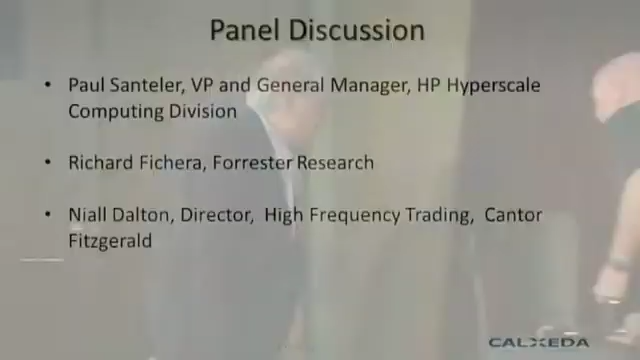 Panel Discussion
• Paul Santeler, VP and General Manager, HP Hyperscale
Computing Division
• Richard Fichera, Forrester Research
• Niall Dalton, Director, High Frequency Trading, Cantor
Fitzgerald
CALXEDA